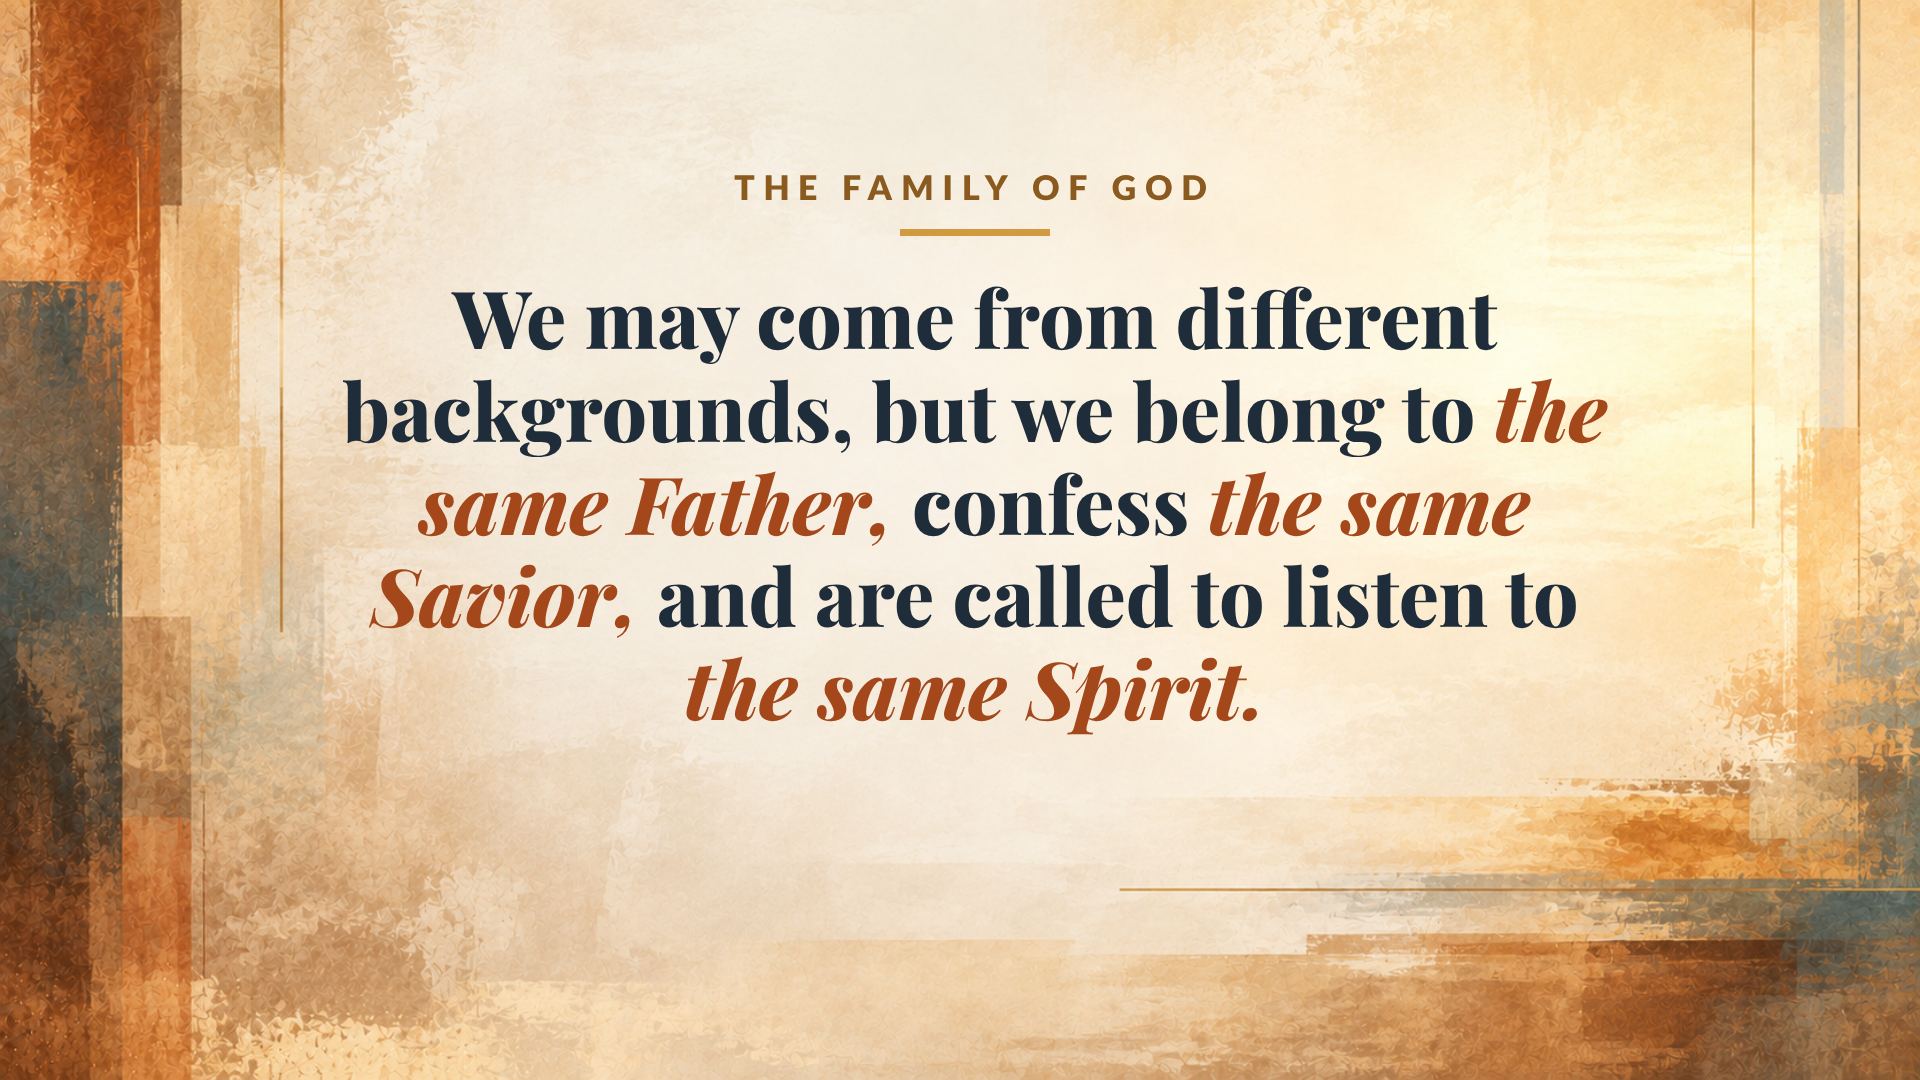 THE FAMILY OF GOD
We may come from different
backgrounds, but we belong to the
same Father, confess the same
Savior, and are called to listen to
the same Spirit.